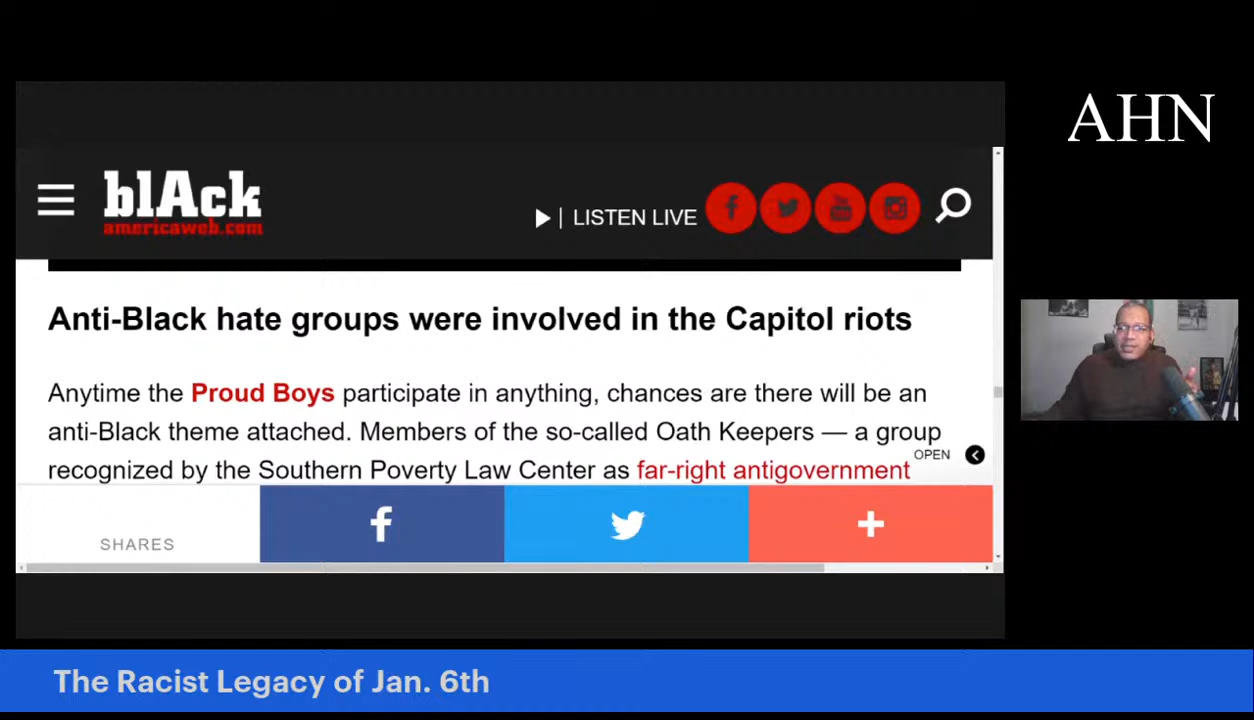 AHN
blAck
americaweb.com
LISTEN LIVE
Anti-Black hate groups were involved in the Capitol riots
Anytime the Proud Boys participate in anything, chances are there will be an
anti-Black theme attached. Members of the so-called Oath Keepers — a group
recognized by the Southern Poverty Law Center as far-right antigovernment
OPEN
SHARES
The Racist Legacy of Jan. 6th